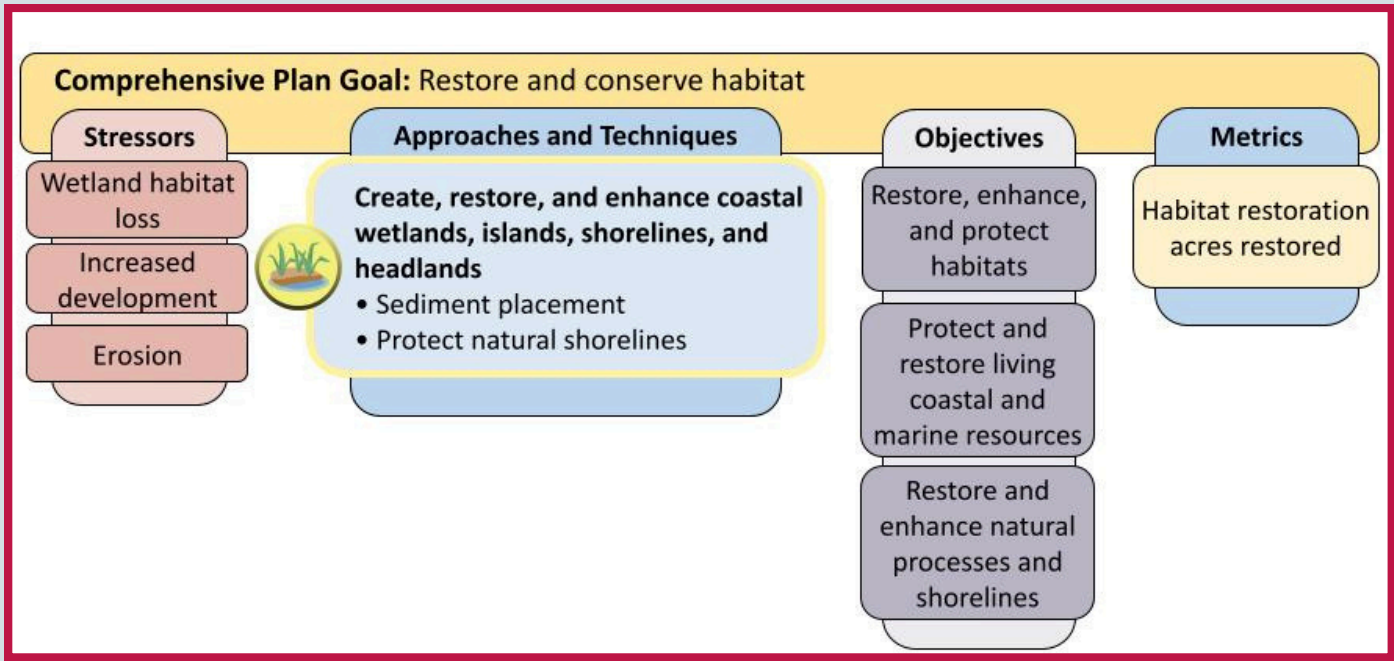 Comprehensive Plan Goal: Restore and conserve habitat
Stressors
Wetland habitat
loss
Increased
development
Erosion
Approaches and Techniques
Create, restore, and enhance coastal
wetlands, islands, shorelines, and
headlands
• Sediment placement
• Protect natural shorelines
Objectives
Restore, enhance,
and protect
habitats
Protect and
restore living
coastal and
marine resources
Restore and
enhance natural
processes and
shorelines
Metrics
Habitat restoration
acres restored